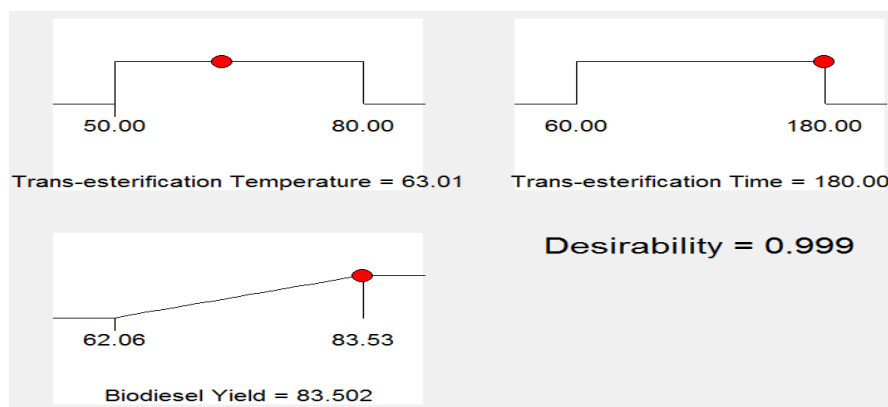 50.00 80.00
Trans-esterification Temperature = 63.01
60.00 180.00
Trans-esterification Time = 180.00
62.06 83.53
Biodiesel Yield = 83.502
Desirability = 0.999